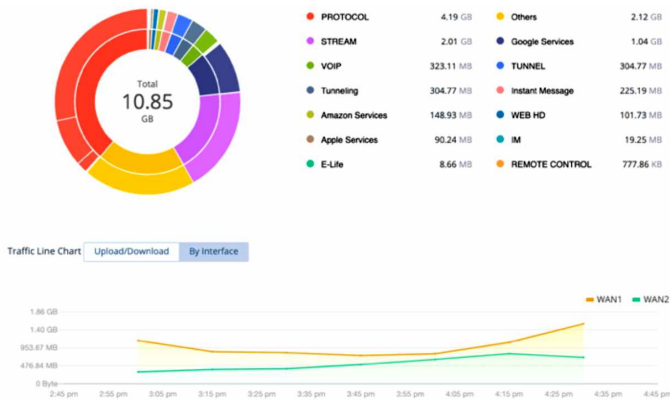 Total
10.85
GB
PROTOCOL 4.19 GB
Others 2.12 GB
STREAM 2.01 GB
Google Services 1.04 GB
VOIP 323.11 MB
TUNNEL 304.77 MB
Tunneling 304.77 MB
Instant Message 225.19 MB
Amazon Services 148.93 MB
WEB HD 101.73 MB
Apple Services 90.24 MB
IM 19.25 MB
E-Life 8.66 MB
REMOTE CONTROL 777.86 KB
Traffic Line Chart Upload/Download By Interface
WAN1 WAN2
1.86 GB
1.40 GB
953.67 MB
476.84 MB
0 Byte
2:45 pm 2:55 pm 3:05 pm 3:15 pm 3:25 pm 3:35 pm 3:45 pm 3:55 pm 4:05 pm 4:15 pm 4:25 pm 4:35 pm 4:45 pm